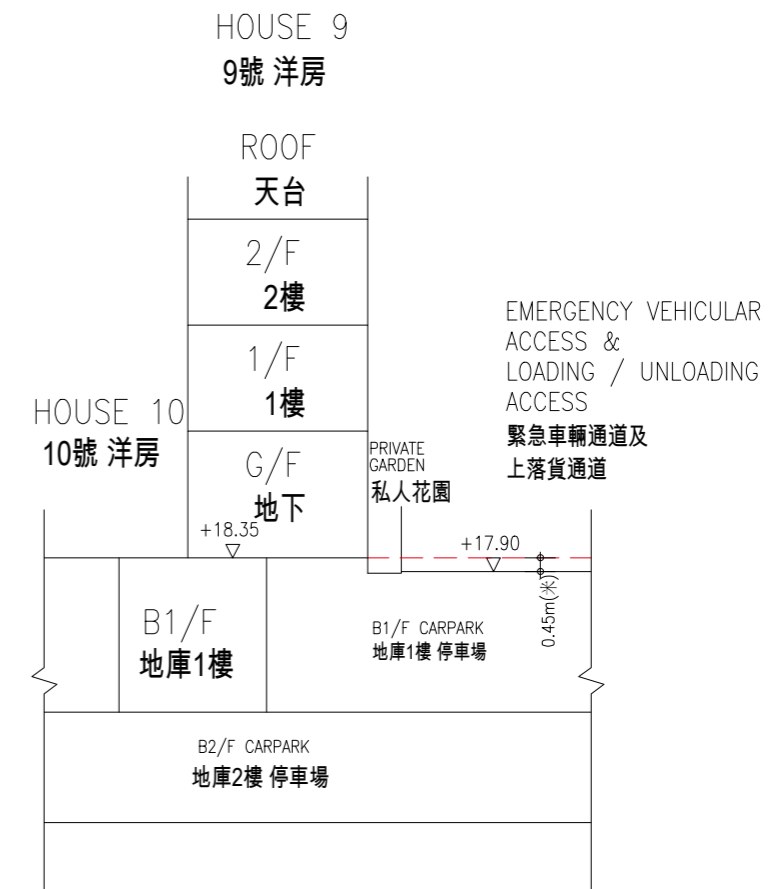 HOUSE 9
9號 洋房
ROOF
天台
2/F
2樓
1/F
1樓
EMERGENCY VEHICULAR
ACCESS &
LOADING / UNLOADING
ACCESS
緊急車輛通道及
上落貨通道
HOUSE 10
10號 洋房
G/F
地下
PRIVATE
GARDEN
私人花園
+18.35
+17.90
0.45m(米)
B1/F
地庫1樓
B1/F CARPARK
地庫1樓 停車場
B2/F CARPARK
地庫2樓 停車場